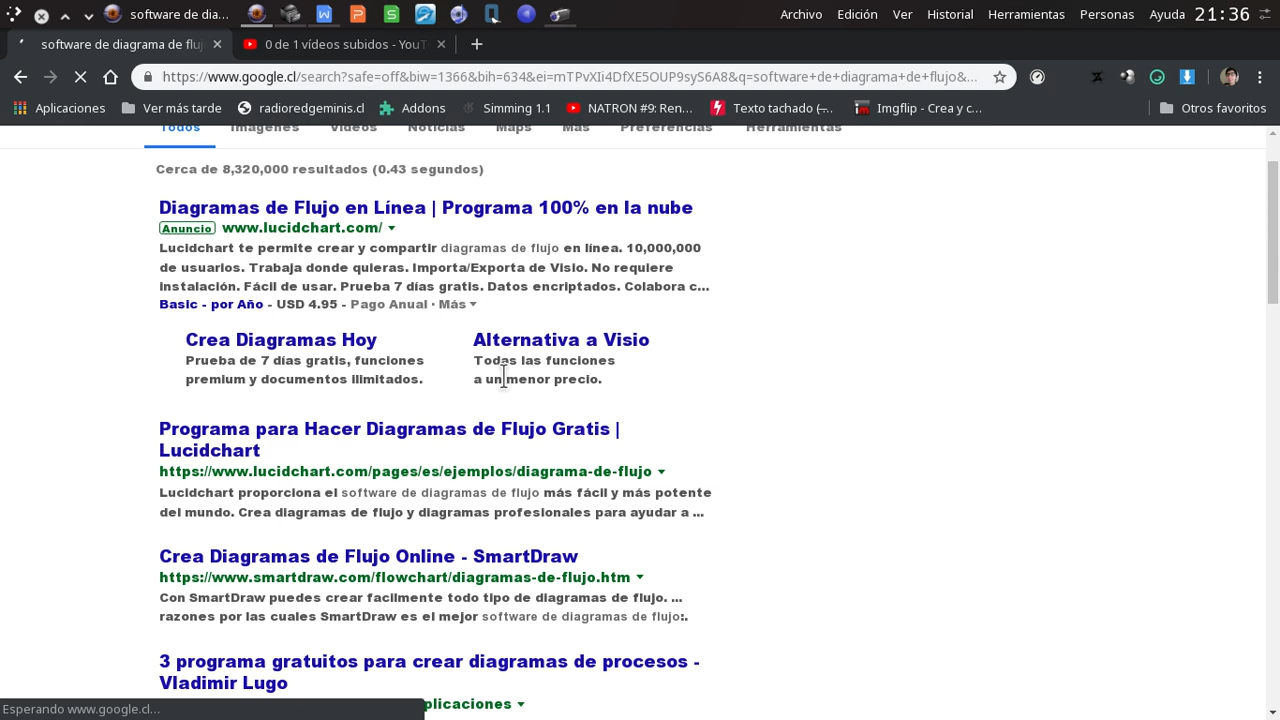 software de dia...
Archivo Edición Ver Historial Herramientas Personas Ayuda 21:36
software de diagrama de fluj
0 de 1 vídeos subidos - YouT
https://www.google.cl/search?safe=off&biw=1366&bih=634&ei=mTPvXIi4DfXE5OUP9syS6A8&q=software+de+diagrama+de+flujo&...
Aplicaciones Ver más tarde radioredgeminis.cl Addons Simming 1.1 NATRON #9: Ren... Texto tachado (-... Imgflip - Crea y c... Otros favoritos
Todos Imágenes Vídeos Noticias Maps Más Preferencias Herramientas
Cerca de 8,320,000 resultados (0.43 segundos)
Diagramas de Flujo en Línea | Programa 100% en la nube
Anuncio www.lucidchart.com/
Lucidchart te permite crear y compartir diagramas de flujo en línea. 10,000,000
de usuarios. Trabaja donde quieras. Importa/Exporta de Visio. No requiere
instalación. Fácil de usar. Prueba 7 días gratis. Datos encriptados. Colabora c...
Basic - por Año - USD 4.95 - Pago Anual · Más
Crea Diagramas Hoy
Prueba de 7 días gratis, funciones
premium y documentos ilimitados.
Alternativa a Visio
Todas las funciones
a un menor precio.
Programa para Hacer Diagramas de Flujo Gratis |
Lucidchart
https://www.lucidchart.com/pages/es/ejemplos/diagrama-de-flujo
Lucidchart proporciona el software de diagramas de flujo más fácil y más potente
del mundo. Crea diagramas de flujo y diagramas profesionales para ayudar a ...
Crea Diagramas de Flujo Online - SmartDraw
https://www.smartdraw.com/flowchart/diagramas-de-flujo.htm
Con SmartDraw puedes crear facilmente todo tipo de diagramas de flujo. ...
razones por las cuales SmartDraw es el mejor software de diagramas de flujo:.
3 programa gratuitos para crear diagramas de procesos -
Vladimir Lugo
plicaciones
Esperando www.google.cl...